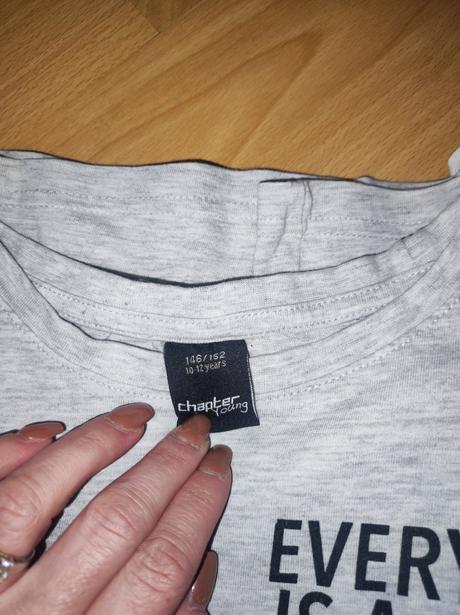 146/152
10-12 years
chapter
young
EVERY
IS A